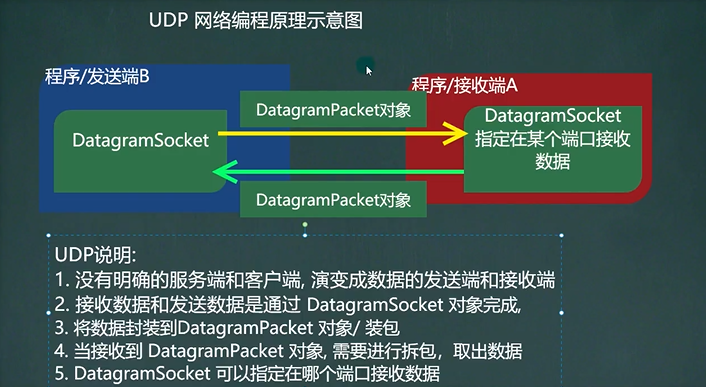 UDP 网络编程原理示意图
程序/发送端B
程序/接收端A
DatagramPacket对象
DatagramSocket
DatagramSocket
指定在某个端口接收
数据
DatagramPacket对象
UDP说明:
1. 没有明确的服务端和客户端, 演变成数据的发送端和接收端
2. 接收数据和发送数据是通过 DatagramSocket 对象完成,
3. 将数据封装到DatagramPacket 对象/ 装包
4. 当接收到 DatagramPacket 对象, 需要进行拆包，取出数据
5. DatagramSocket 可以指定在哪个端口接收数据